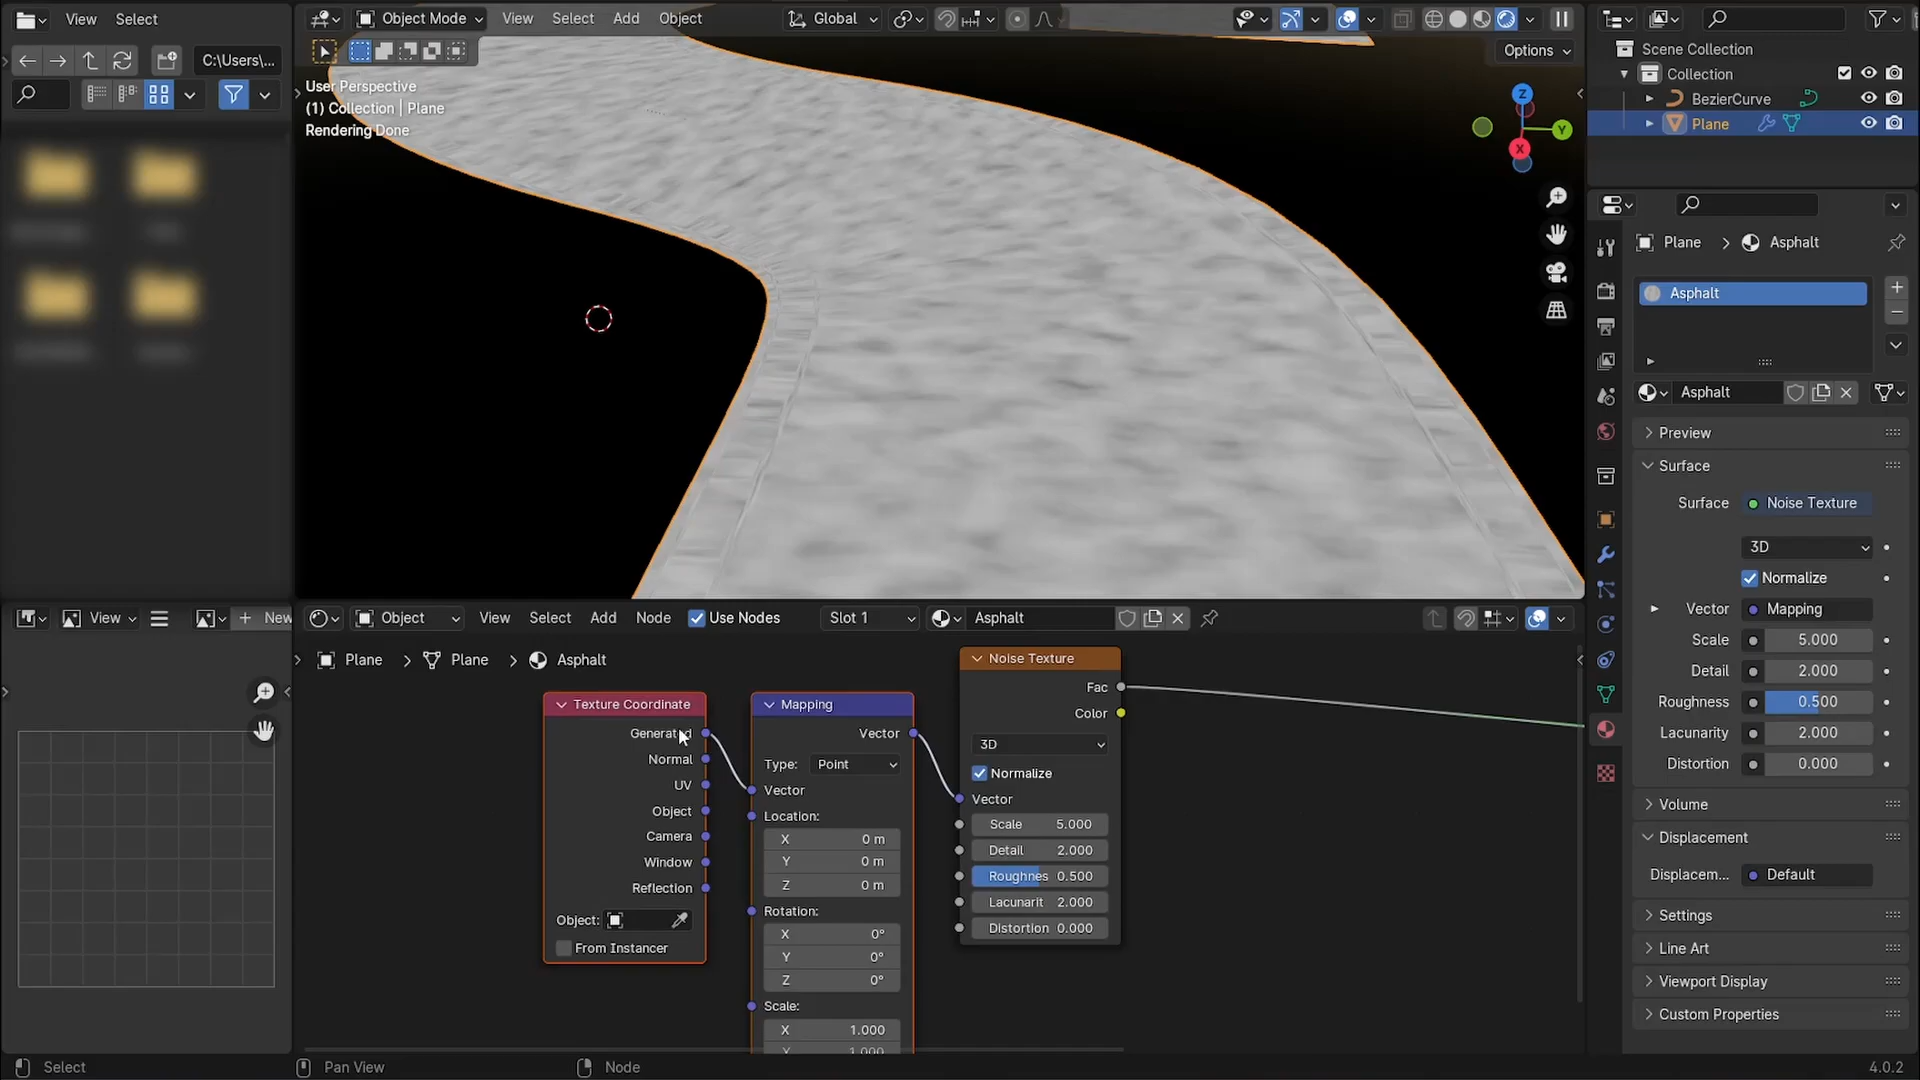 View
Select
C:\Users\...
Object Mode
View
Select
Add
Object
Global
Options
User Perspective
(1) Collection | Plane
Rendering Done
Z
Y
X
Scene Collection
Collection
BezierCurve
Plane
Plane
Asphalt
Asphalt
Asphalt
Preview
Surface
Surface
Noise Texture
3D
Normalize
Vector
Mapping
Scale
5.000
Detail
2.000
Roughness
0.500
Lacunarity
2.000
Distortion
0.000
Volume
Displacement
Displacem...
Default
Settings
Line Art
Viewport Display
Custom Properties
View
New
Object
View
Select
Add
Node
Use Nodes
Slot 1
Asphalt
Plane
Plane
Asphalt
Texture Coordinate
Generated
Normal
UV
Object
Camera
Window
Reflection
Object:
From Instancer
Mapping
Vector
Type:
Point
Vector
Location:
X 0 m
Y 0 m
Z 0 m
Rotation:
X 0°
Y 0°
Z 0°
Scale:
X 1.000
Y 1.000
Noise Texture
Fac
Color
3D
Normalize
Vector
Scale 5.000
Detail 2.000
Roughnes 0.500
Lacunarit 2.000
Distortion 0.000
Select
Pan View
Node
4.0.2